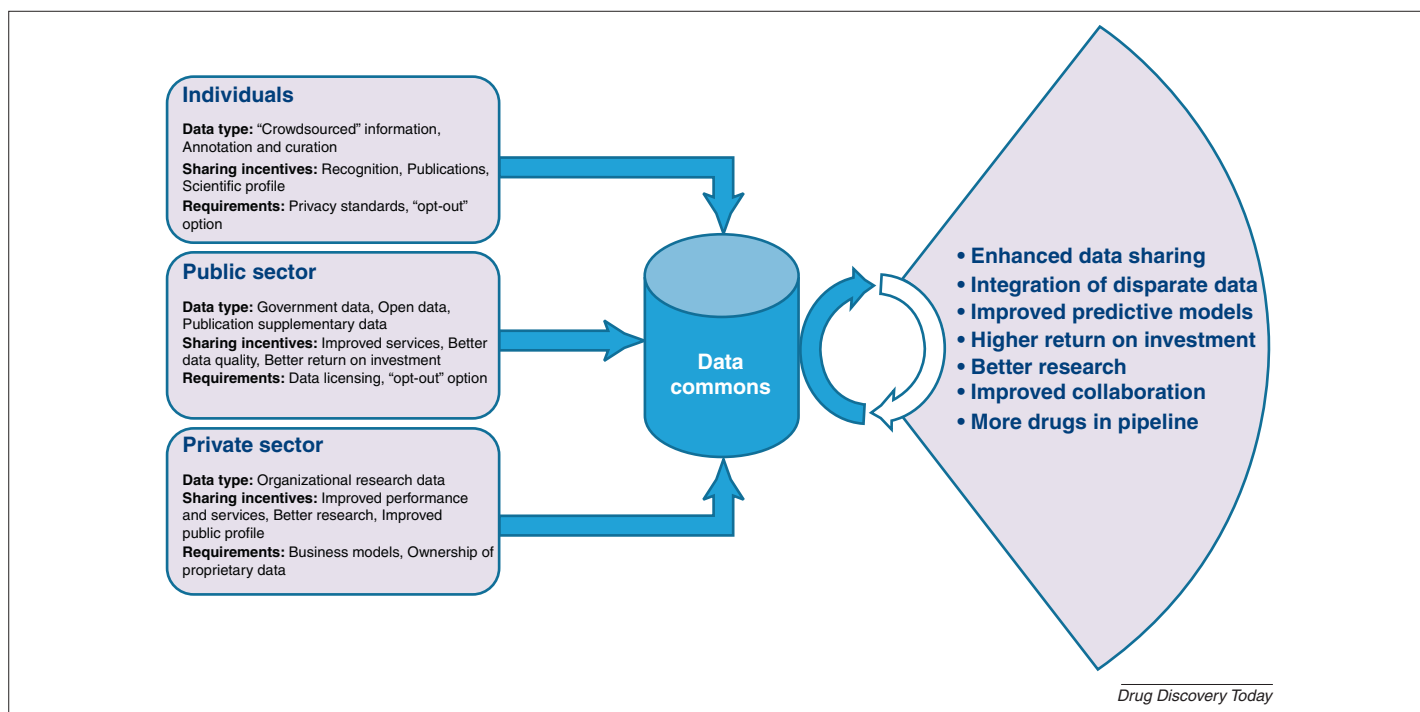 Individuals
Data type: “Crowdsourced” information,
Annotation and curation
Sharing incentives: Recognition, Publications,
Scientific profile
Requirements: Privacy standards, “opt-out”
option
Public sector
Data type: Government data, Open data,
Publication supplementary data
Sharing incentives: Improved services, Better
data quality, Better return on investment
Requirements: Data licensing, “opt-out” option
Private sector
Data type: Organizational research data
Sharing incentives: Improved performance
and services, Better research, Improved
public profile
Requirements: Business models, Ownership of
proprietary data
Data
commons
• Enhanced data sharing
• Integration of disparate data
• Improved predictive models
• Higher return on investment
• Better research
• Improved collaboration
• More drugs in pipeline
Drug Discovery Today